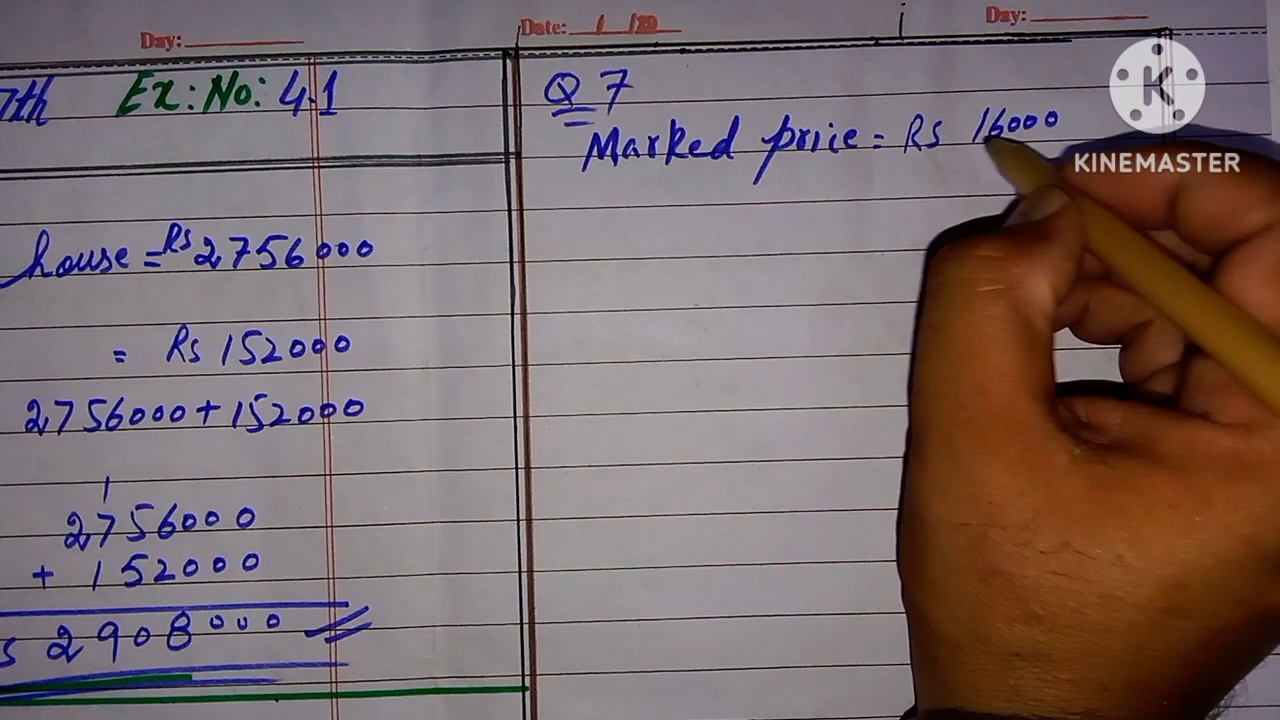 Day:
7th Ex: No: 4.1
house = Rs 2756000
= Rs 152000
2756000 + 152000
1
2756000
+ 152000
s 2908000
Date: 1 /20
Day:
Q 7
Marked price = Rs 16000
KINEMASTER